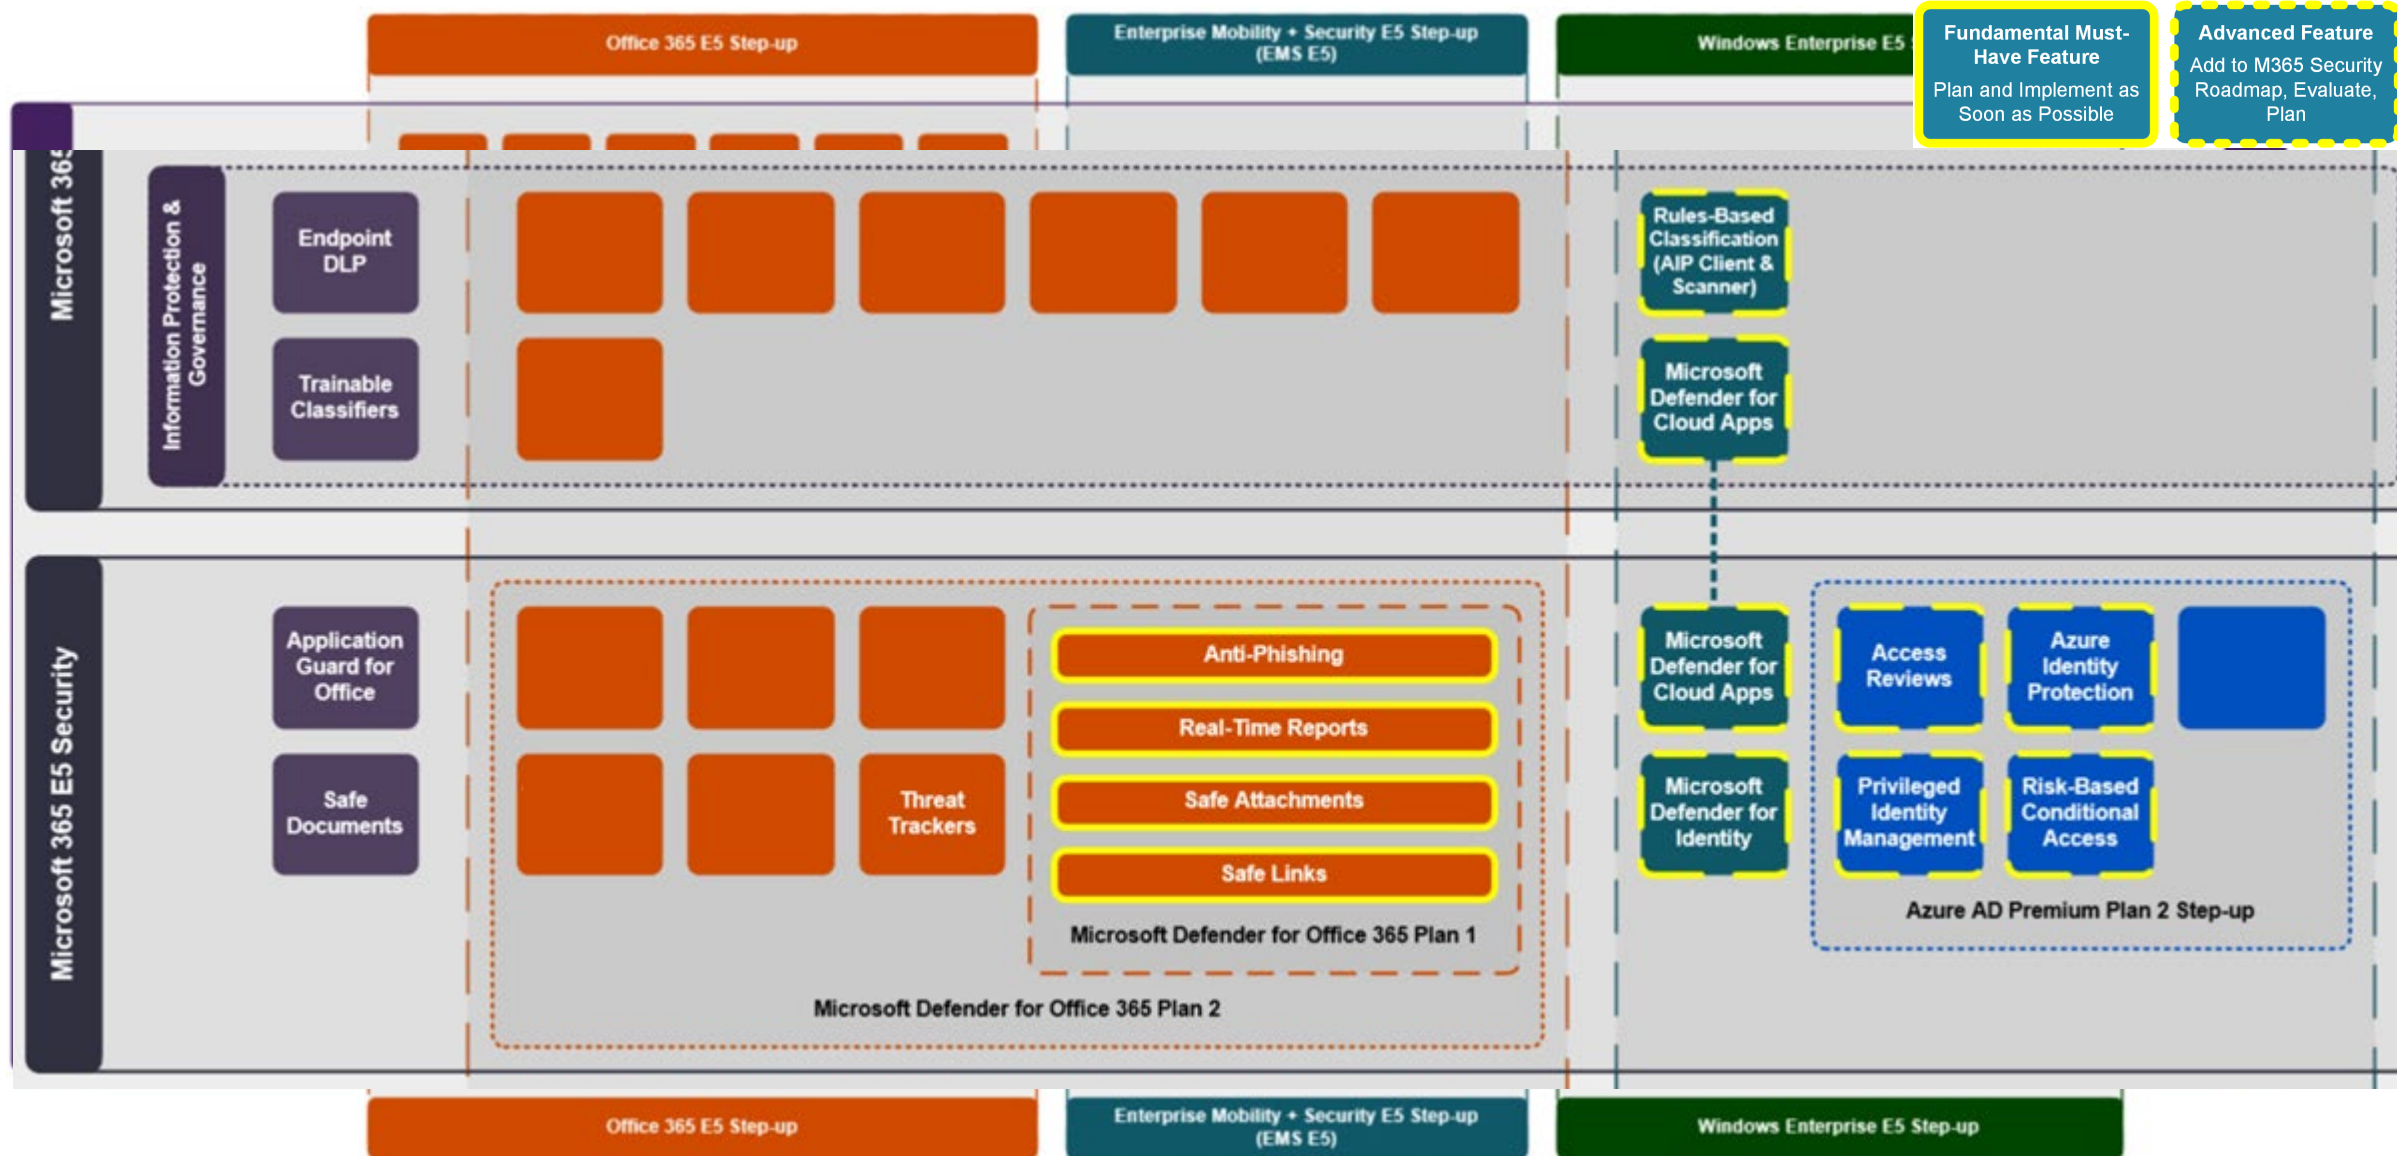 Office 365 E5 Step-up
Enterprise Mobility + Security E5 Step-up
(EMS E5)
Windows Enterprise E5
Fundamental Must-
Have Feature
Plan and Implement as
Soon as Possible
Advanced Feature
Add to M365 Security
Roadmap, Evaluate,
Plan
Microsoft 365
Information Protection &
Governance
Endpoint
DLP
Rules-Based
Classification
(AIP Client &
Scanner)
Trainable
Classifiers
Microsoft
Defender for
Cloud Apps
Microsoft 365 E5 Security
Application
Guard for
Office
Anti-Phishing
Real-Time Reports
Microsoft
Defender for
Cloud Apps
Access
Reviews
Azure
Identity
Protection
Safe
Documents
Threat
Trackers
Safe Attachments
Safe Links
Microsoft
Defender for
Identity
Privileged
Identity
Management
Risk-Based
Conditional
Access
Microsoft Defender for Office 365 Plan 1
Azure AD Premium Plan 2 Step-up
Microsoft Defender for Office 365 Plan 2
Office 365 E5 Step-up
Enterprise Mobility + Security E5 Step-up
(EMS E5)
Windows Enterprise E5 Step-up